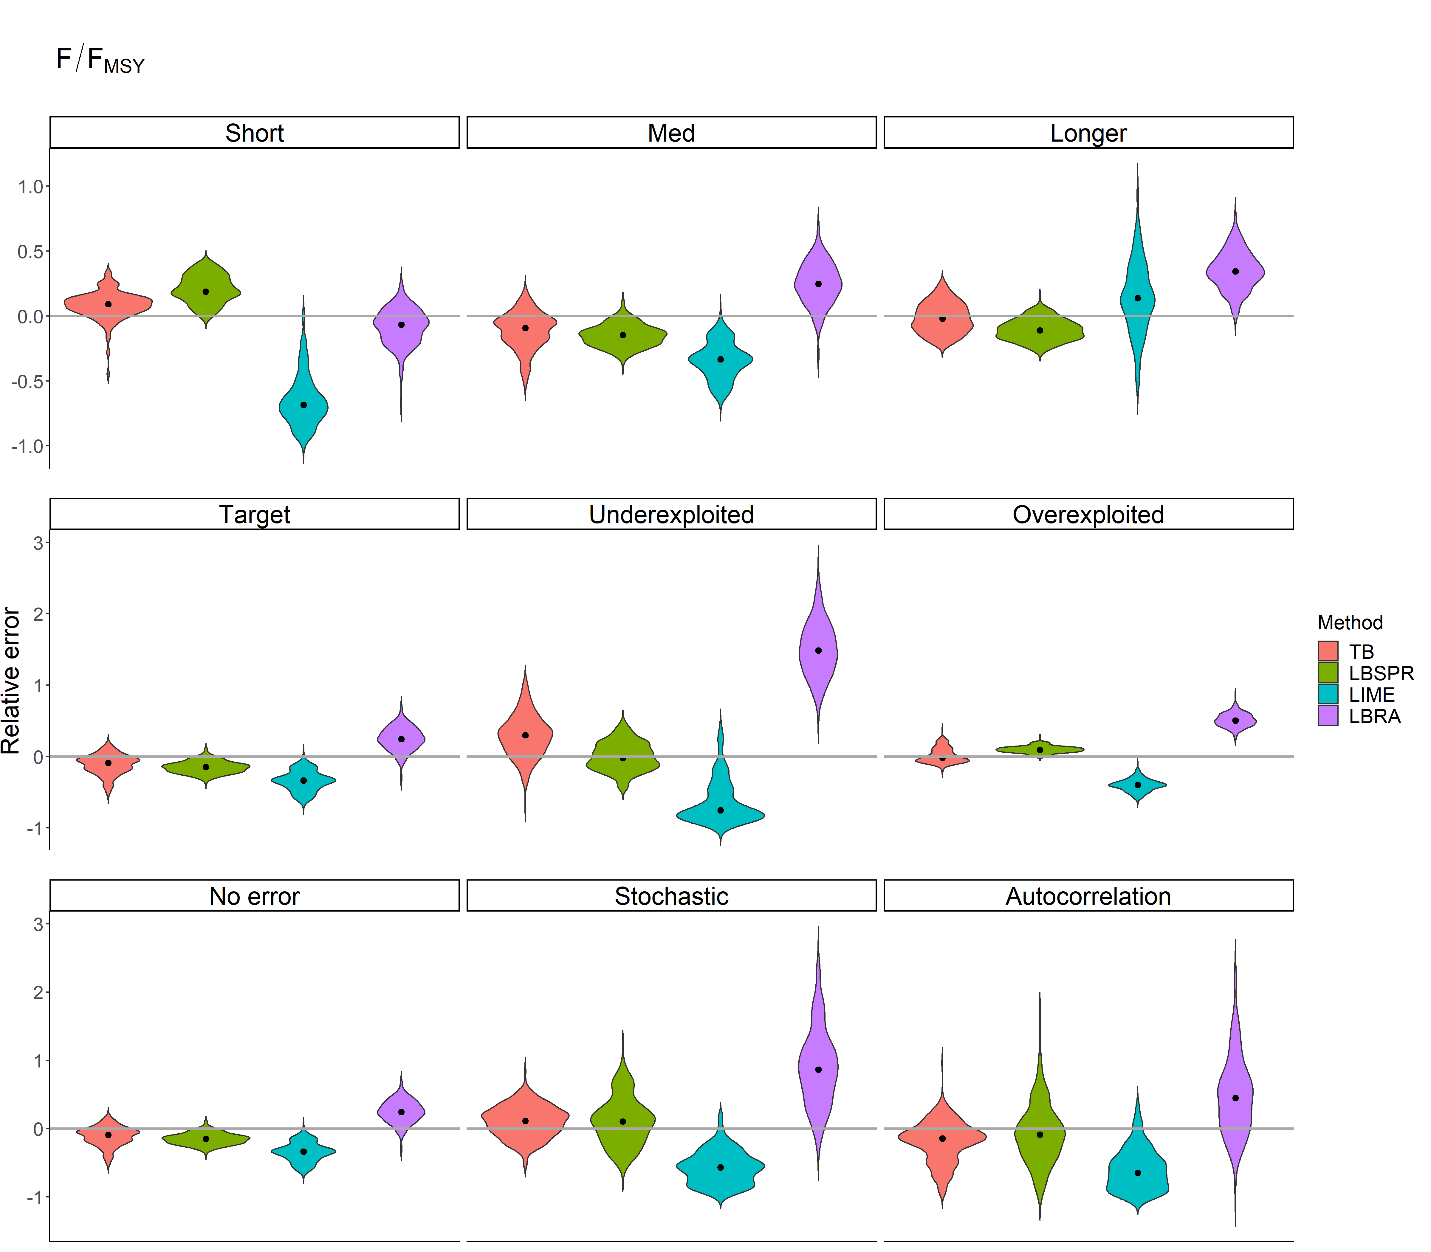 F/FMSY
Short Med Longer
1.0
0.5
0.0
-0.5
-1.0
Target Underexploited Overexploited
3
2
1
0
-1
Relative error
Method
TB
LBSPR
LIME
LBRA
No error Stochastic Autocorrelation
3
2
1
0
-1